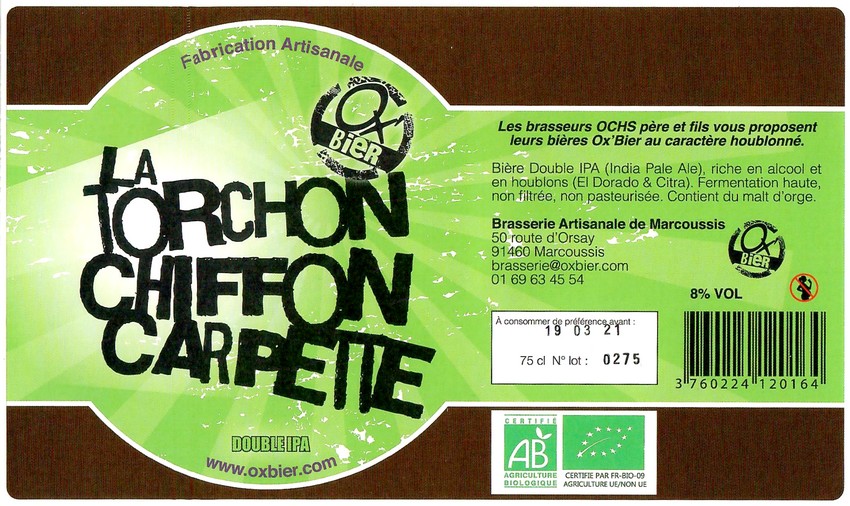 Fabrication Artisanale
Ox'
BiER
LA
TORCHON
CHIFFON
CARPETTE
DOUBLE IPA
www.oxbier.com
Les brasseurs OCHS père et fils vous proposent
leurs bières Ox'Bier au caractère houblonné.
Bière Double IPA (India Pale Ale), riche en alcool et
en houblons (El Dorado & Citra). Fermentation haute,
non filtrée, non pasteurisée. Contient du malt d'orge.
Brasserie Artisanale de Marcoussis
50 route d'Orsay
91460 Marcoussis
brasserie@oxbier.com
01 69 63 45 54
Ox'
BiER
8% VOL
À consommer de préférence avant :
19 03 21
75 cl N° lot : 0275
3 760224 120164
CERTIFIÉ
AB
AGRICULTURE
BIOLOGIQUE
CERTIFIE PAR FR-BIO-09
AGRICULTURE UE/NON UE